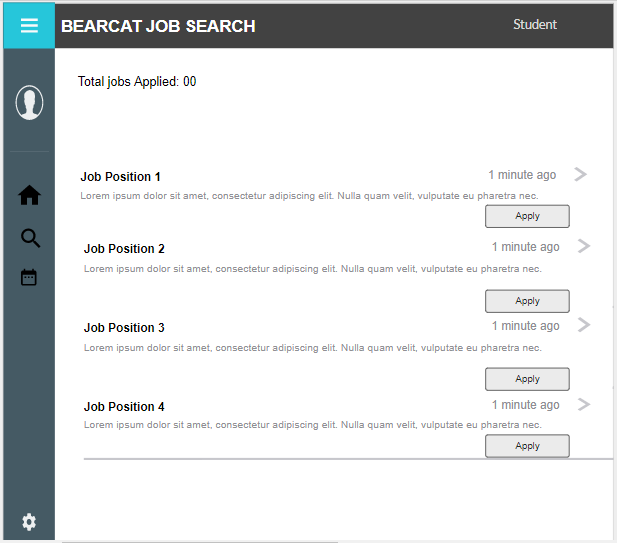 BEARCAT JOB SEARCH
Student
Total jobs Applied: 00
Job Position 1
1 minute ago
Lorem ipsum dolor sit amet, consectetur adipiscing elit. Nulla quam velit, vulputate eu pharetra nec.
Apply
Job Position 2
1 minute ago
Lorem ipsum dolor sit amet, consectetur adipiscing elit. Nulla quam velit, vulputate eu pharetra nec.
Apply
Job Position 3
1 minute ago
Lorem ipsum dolor sit amet, consectetur adipiscing elit. Nulla quam velit, vulputate eu pharetra nec.
Apply
Job Position 4
1 minute ago
Lorem ipsum dolor sit amet, consectetur adipiscing elit. Nulla quam velit, vulputate eu pharetra nec.
Apply